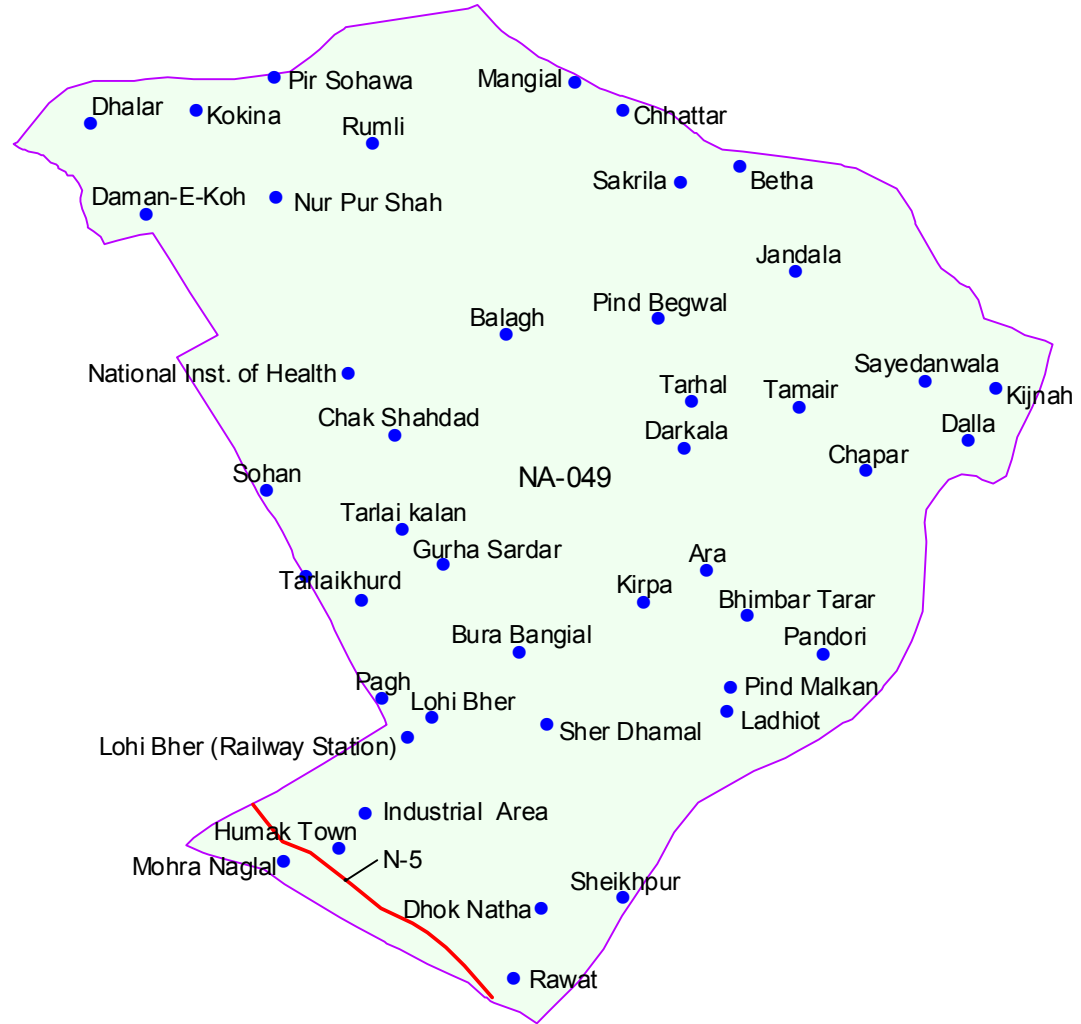 Pir Sohawa
Mangial
Dhalar
Kokina
Chhattar
Rumli
Sakrila
Betha
Daman-E-Koh
Nur Pur Shah
Jandala
Pind Begwal
Balagh
Sayedanwala
National Inst. of Health
Tarhal
Tamair
Kijnah
Chak Shahdad
Darkala
Dalla
Chapar
Sohan
NA-049
Tarlai kalan
Gurha Sardar
Ara
Tarlaikhurd
Kirpa
Bhimbar Tarar
Bura Bangial
Pandori
Pagh
Pind Malkan
Lohi Bher
Ladhiot
Sher Dhamal
Lohi Bher (Railway Station)
Industrial Area
Humak Town
N-5
Mohra Naglal
Sheikhpur
Dhok Natha
Rawat